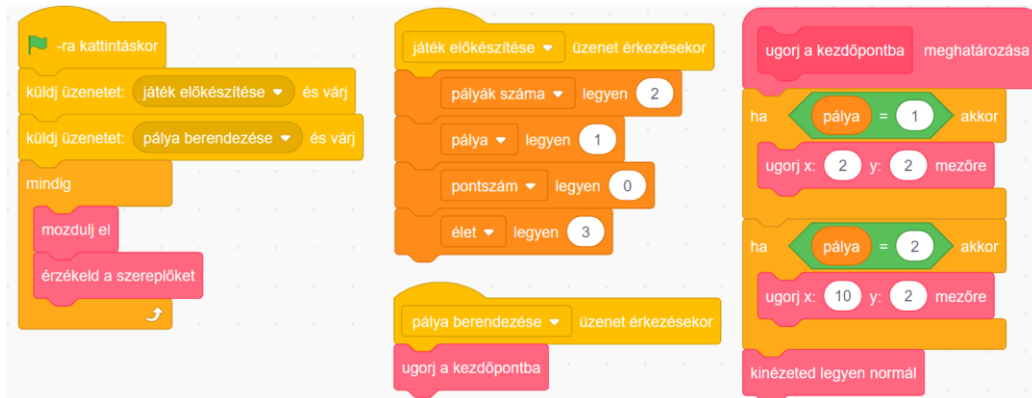 -ra kattintáskor
küldj üzenetet: játék előkészítése és várj
küldj üzenetet: pálya berendezése és várj
mindig
mozdulj el
érzékeld a szereplőket
játék előkészítése üzenet érkezésekor
pályák száma legyen 2
pálya legyen 1
pontszám legyen 0
élet legyen 3
pálya berendezése üzenet érkezésekor
ugorj a kezdőpontba
ugorj a kezdőpontba meghatározása
ha pálya = 1 akkor
ugorj x: 2 y: 2 mezőre
ha pálya = 2 akkor
ugorj x: 10 y: 2 mezőre
kinézeted legyen normál